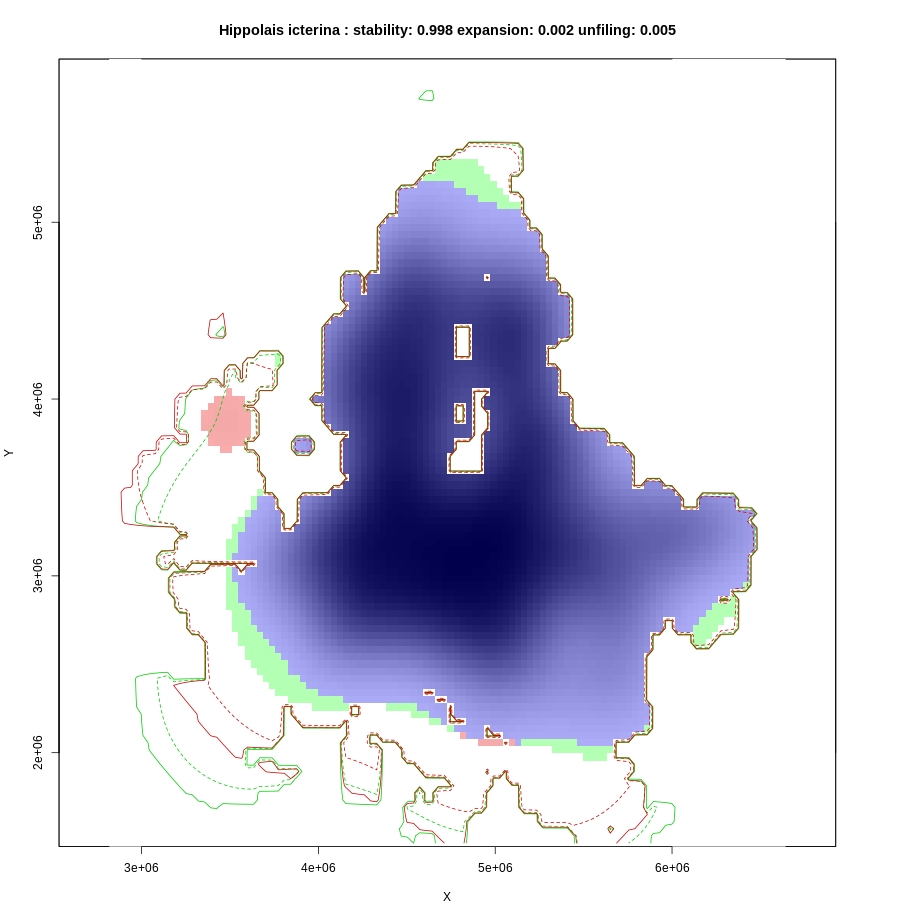 Hippolais icterina : stability: 0.998 expansion: 0.002 unfiling: 0.005
5e+06
4e+06
Y
3e+06
2e+06
3e+06 4e+06 5e+06 6e+06
X